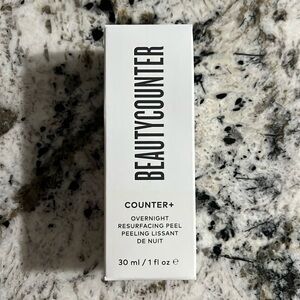 BEAUTYCOUNTER
COUNTER+
OVERNIGHT
RESURFACING PEEL
PEELING LISSANT
DE NUIT
30 ml / 1 fl oz ℮